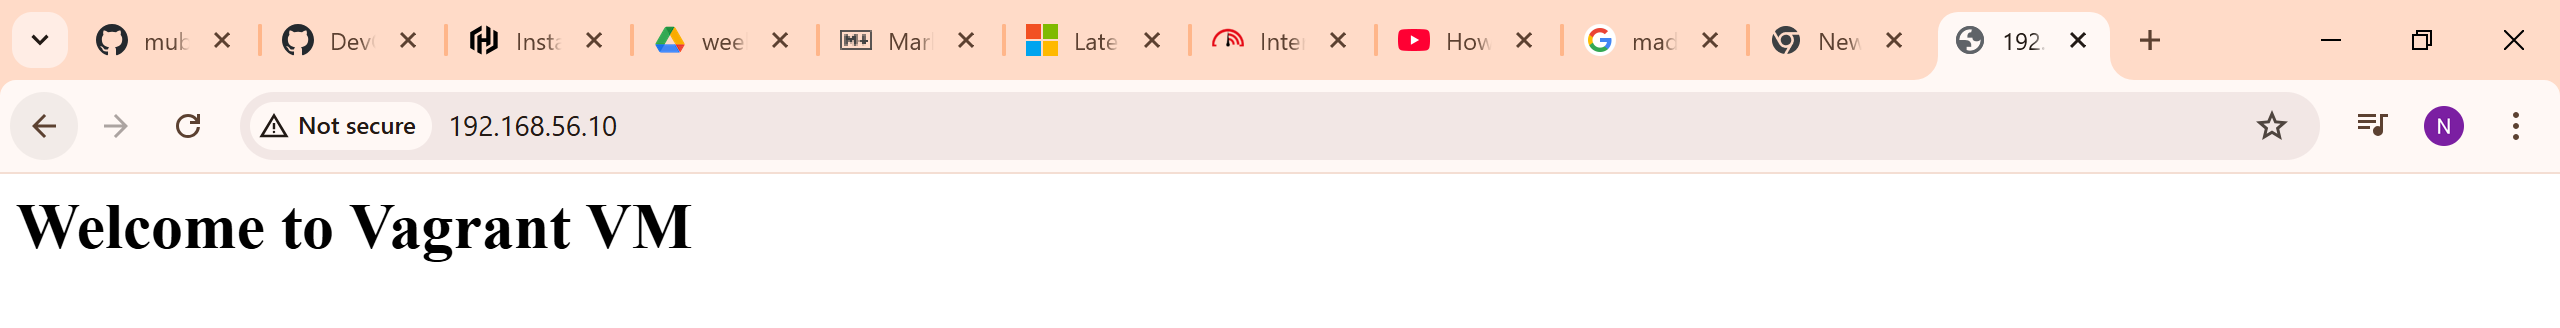 mub
Dev
Insta
wee
Mar
Late
Inte
How
mad
New
192.
Not secure
192.168.56.10
N
Welcome to Vagrant VM